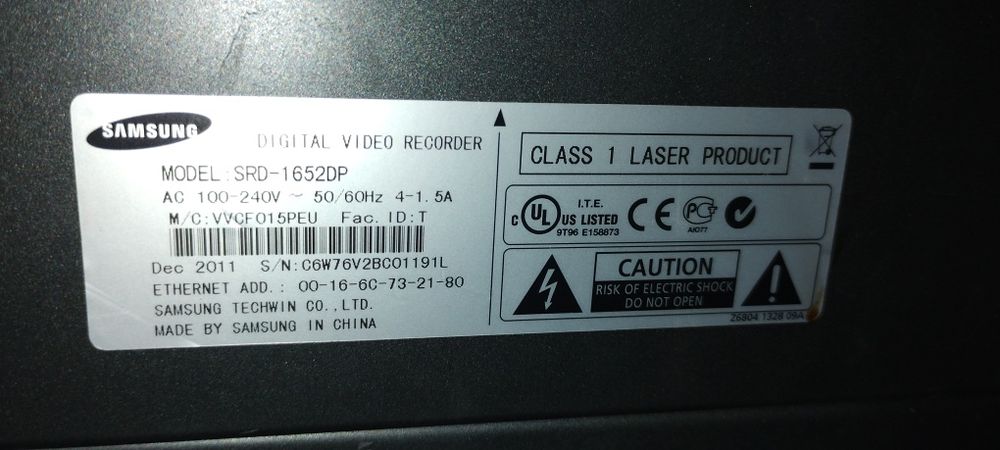 SAMSUNG
DIGITAL VIDEO RECORDER
MODEL:SRD-1652DP
AC 100-240V ~ 50/60Hz 4-1.5A
M/C:VVCF015PEU Fac. ID:T
Dec 2011 S/N:C6W76V2BC01191L
ETHERNET ADD.: 00-16-6C-73-21-80
SAMSUNG TECHWIN CO.,LTD.
MADE BY SAMSUNG IN CHINA
CLASS 1 LASER PRODUCT
I.T.E.
c UL US LISTED CE PC
9T96 E158873
АЮ77
CAUTION
RISK OF ELECTRIC SHOCK
DO NOT OPEN
Z6804 1328 09A